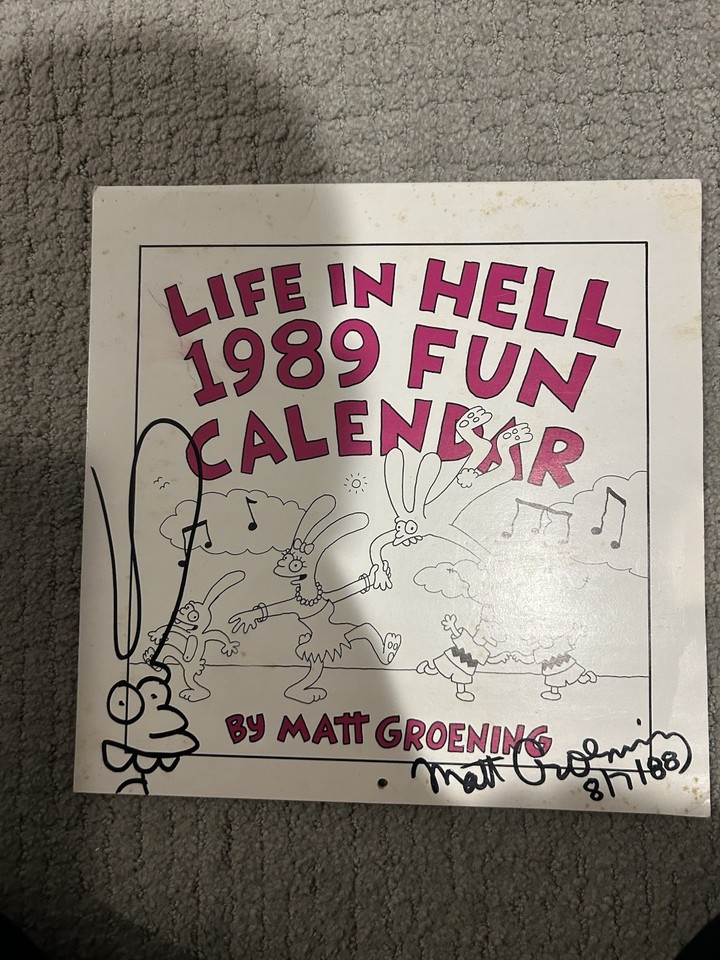 LIFE IN HELL
1989 FUN
CALENDAR
BY MATT GROENING
Matt Groening
8/7/88